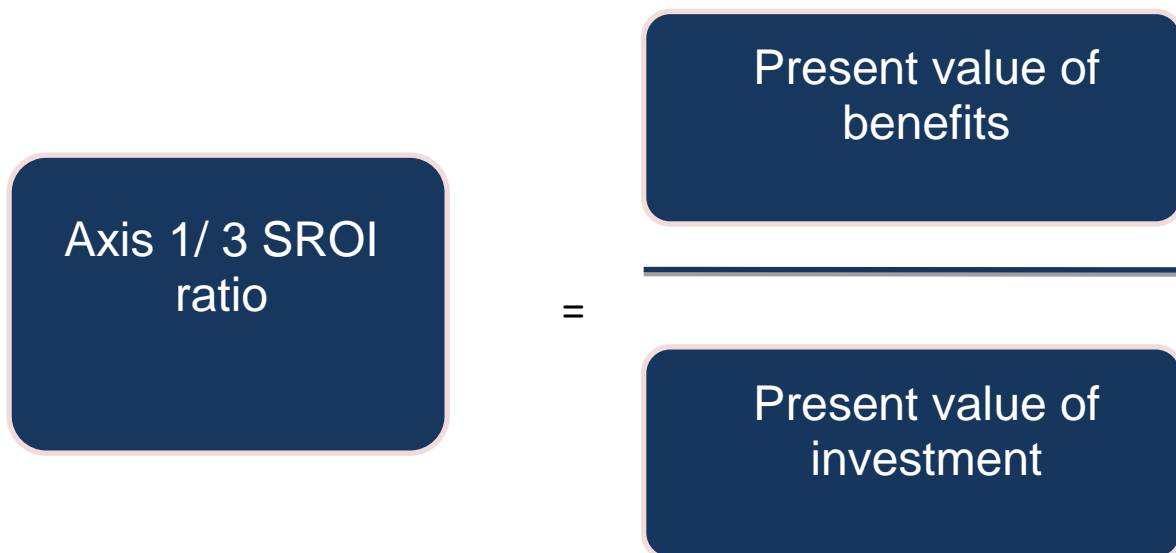 Axis 1/ 3 SROI
ratio
=
Present value of
benefits
Present value of
investment